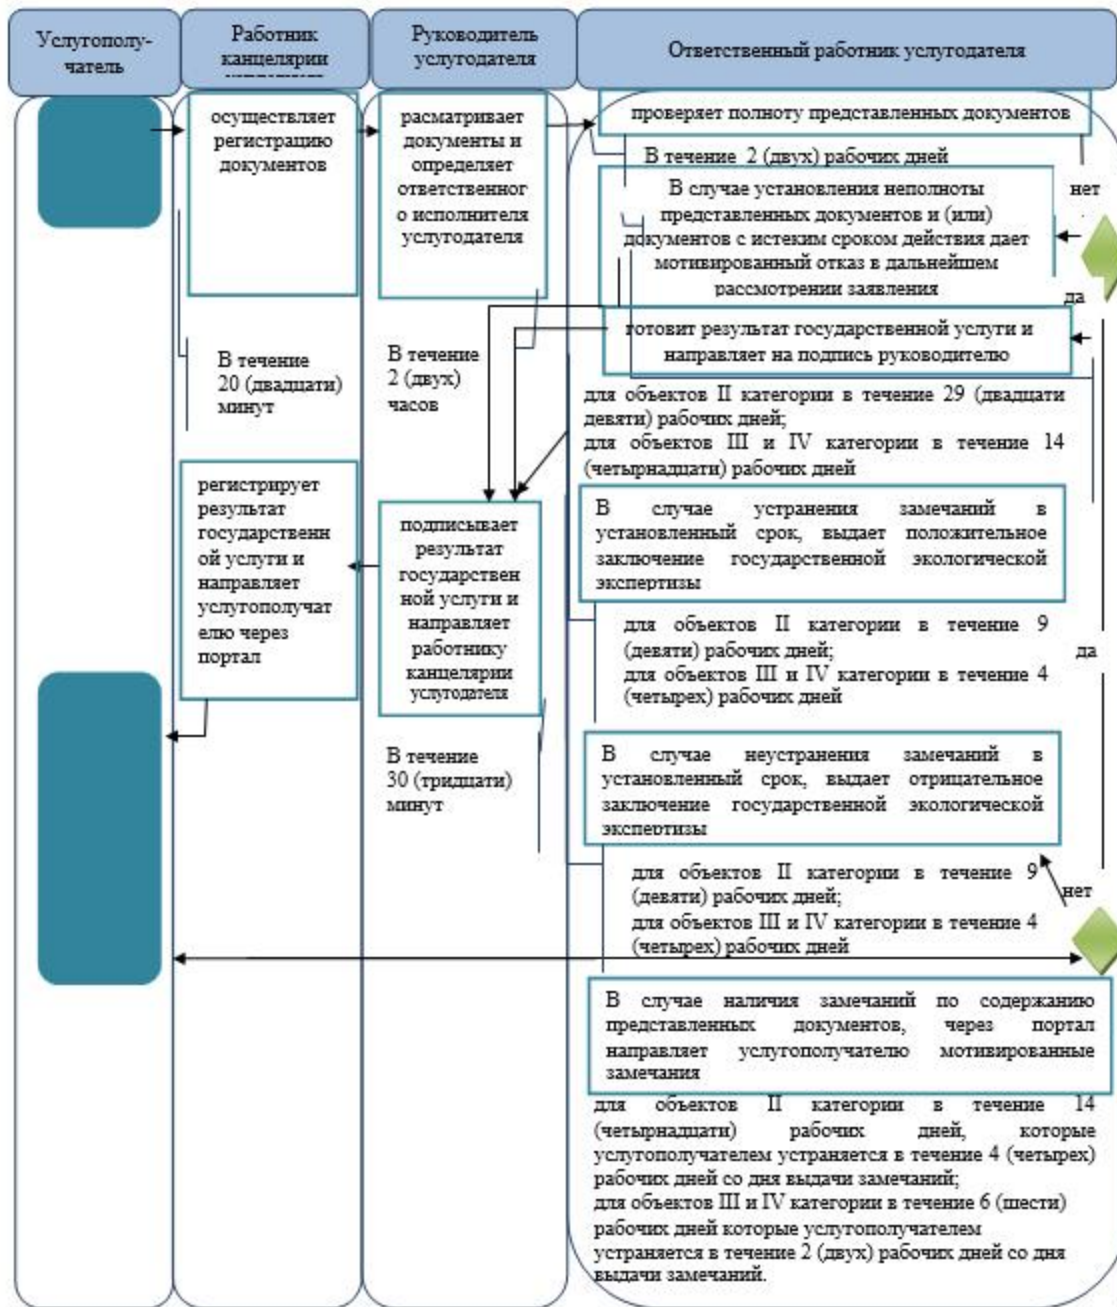 Услугополу-
чатель
Работник
канцелярии
Руководитель
услугодателя
Ответственный работник услугодателя
осуществляет
регистрацию
документов
В течение
20 (двадцати)
минут
регистрирует
результат
государственн
ой услуги и
направляет
услугополучат
елю через
портал
расматривает
документы и
определяет
ответственног
о исполнителя
услугодателя
В течение
2 (двух)
часов
подписывает
результат
государствен
ной услуги и
направляет
работнику
канцелярии
услугодателя
В течение
30 (тридцати)
минут
проверяет полноту представленных документов
В течение 2 (двух) рабочих дней
нет
В случае установления неполноты
представленных документов и (или)
документов с истеким сроком действия дает
мотивированный отказ в дальнейшем
рассмотрении заявления
да
готовит результат государственной услуги и
направляет на подпись руководителю
для объектов II категории в течение 29 (двадцати
девяти) рабочих дней;
для объектов III и IV категории в течение 14
(четырнадцати) рабочих дней
В случае устранения замечаний в
установленный срок, выдает положительное
заключение государственной экологической
экспертизы
для объектов II категории в течение 9
(девяти) рабочих дней;
да
для объектов III и IV категории в течение 4
(четырех) рабочих дней
В случае неустранения замечаний в
установленный срок, выдает отрицательное
заключение государственной экологической
экспертизы
для объектов II категории в течение 9
(девяти) рабочих дней;
нет
для объектов III и IV категории в течение 4
(четырех) рабочих дней
В случае наличия замечаний по содержанию
представленных документов, через портал
направляет услугополучателю мотивированные
замечания
для объектов II категории в течение 14
(четырнадцати) рабочих дней, которые
услугополучателем устраняется в течение 4 (четырех)
рабочих дней со дня выдачи замечаний;
для объектов III и IV категории в течение 6 (шести)
рабочих дней которые услугополучателем
устраняется в течение 2 (двух) рабочих дней со дня
выдачи замечаний.